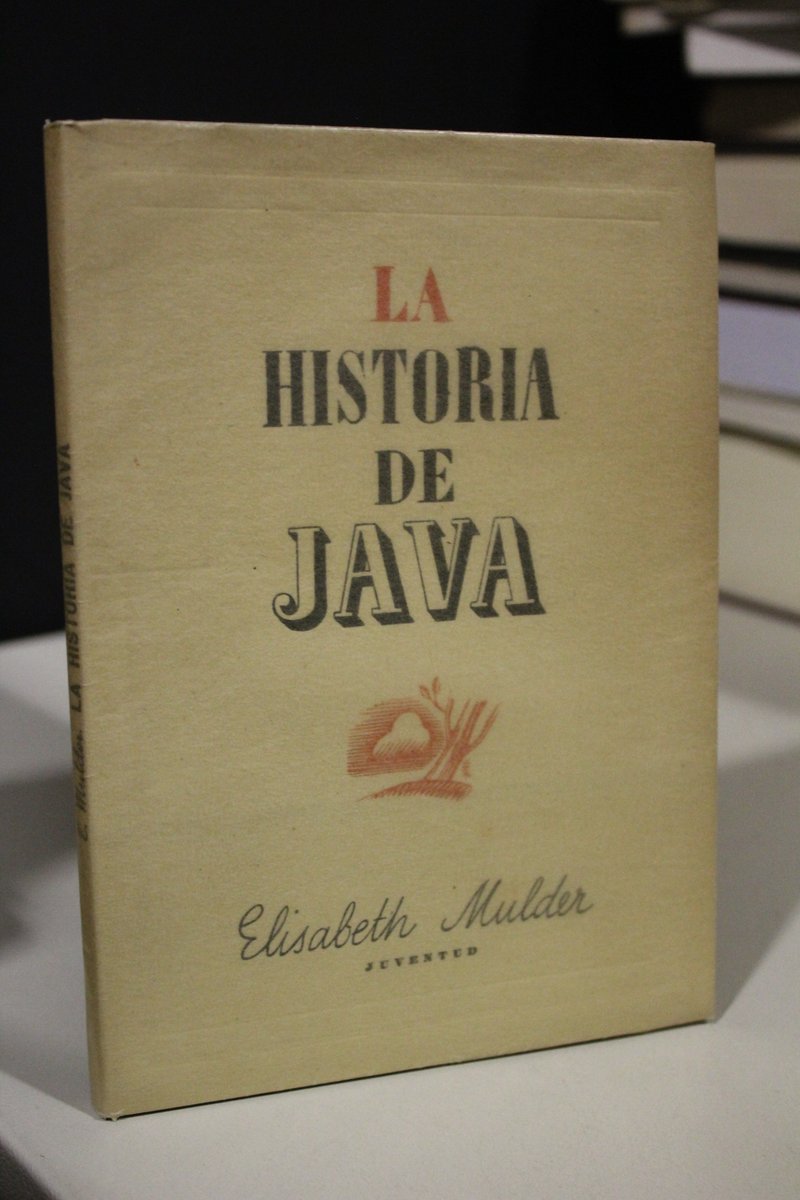 LA
HISTORIA
DE
JAVA
Elisabeth Mulder
JUVENTUD
E. Mulder LA HISTORIA DE JAVA